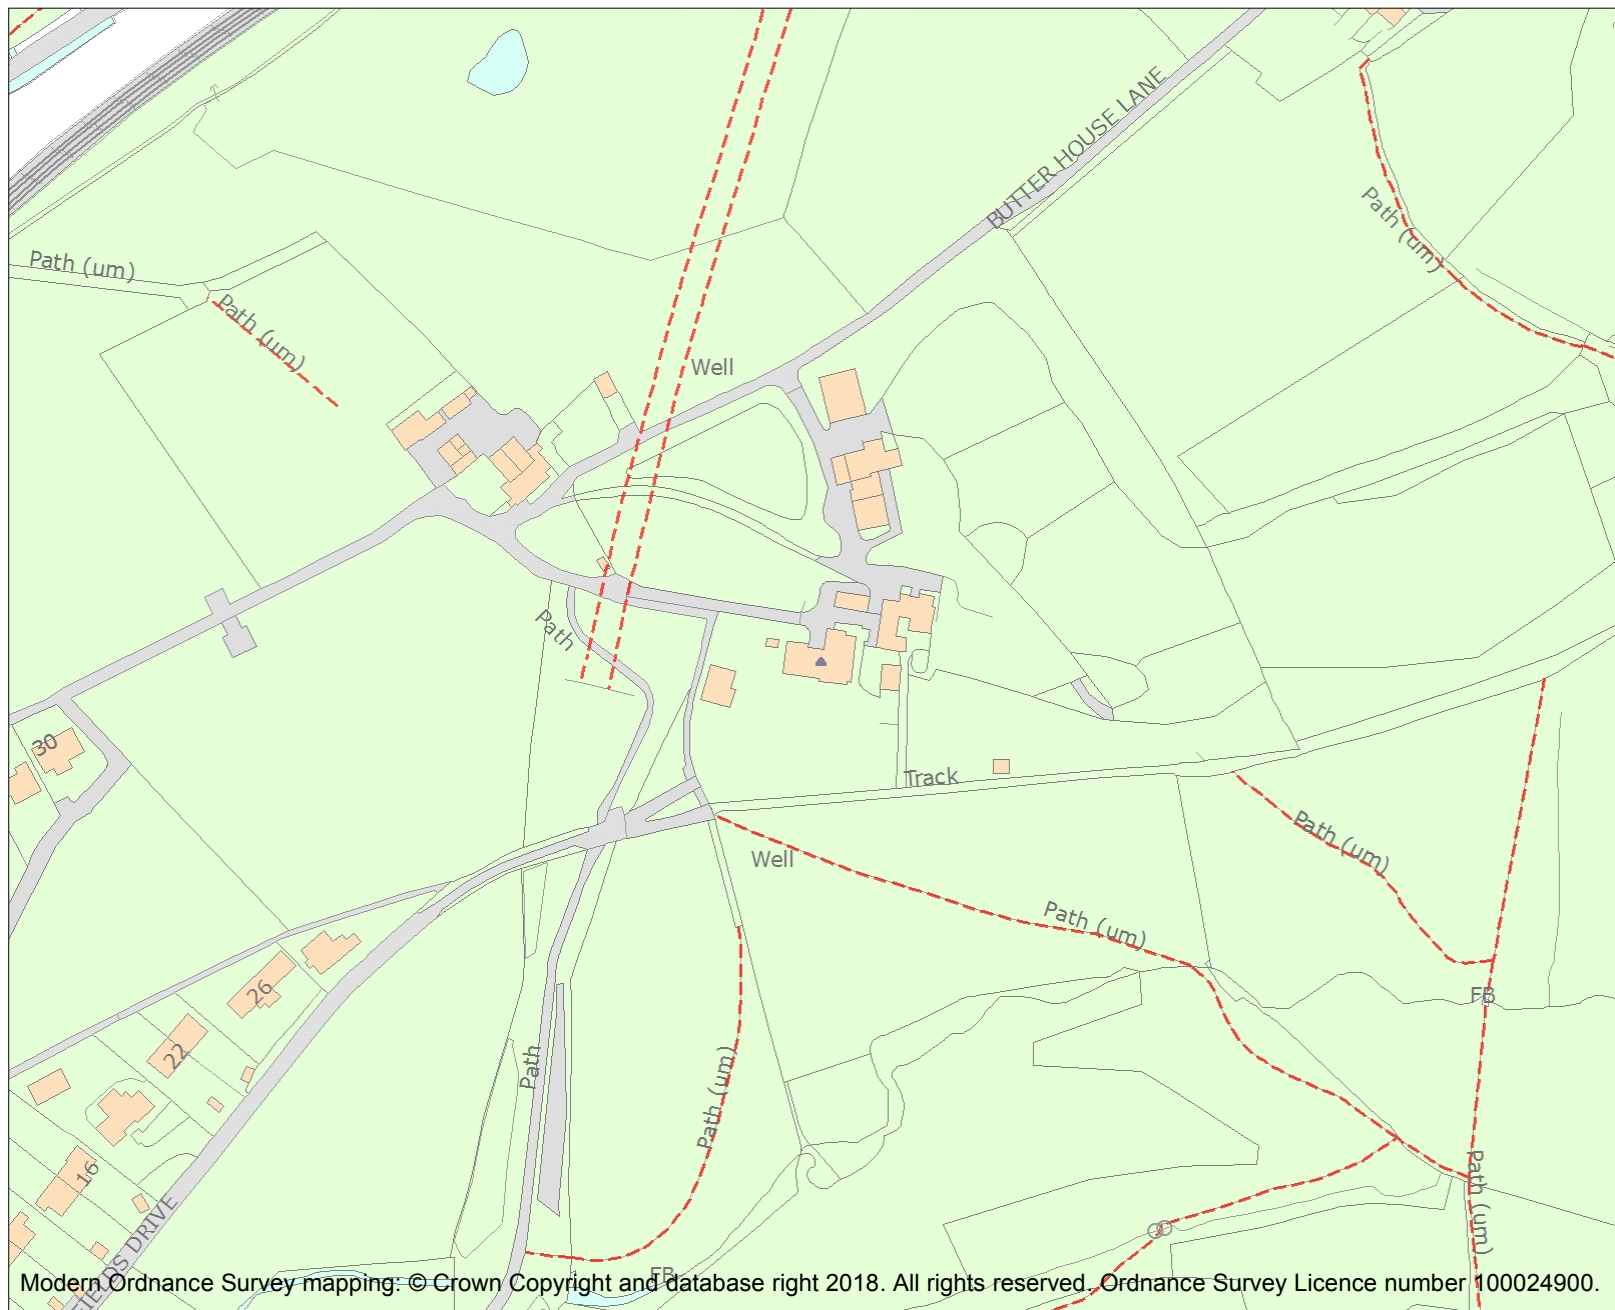 BUTTER HOUSE LANE
Path (um)
Path (um)
Path (um)
Well
Path
30
Track
Path (um)
Well
Path (um)
26
FB
22
Path
Path (um)
16
Path (um)
FIELDS DRIVE
FB
Modern Ordnance Survey mapping: © Crown Copyright and database right 2018. All rights reserved. Ordnance Survey Licence number 100024900.